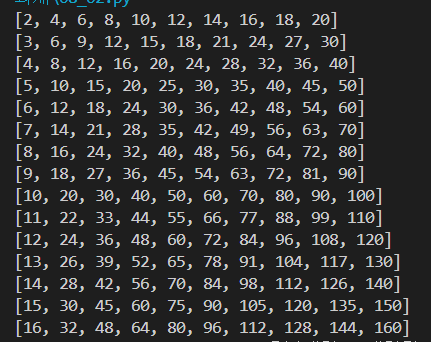 [2, 4, 6, 8, 10, 12, 14, 16, 18, 20]
[3, 6, 9, 12, 15, 18, 21, 24, 27, 30]
[4, 8, 12, 16, 20, 24, 28, 32, 36, 40]
[5, 10, 15, 20, 25, 30, 35, 40, 45, 50]
[6, 12, 18, 24, 30, 36, 42, 48, 54, 60]
[7, 14, 21, 28, 35, 42, 49, 56, 63, 70]
[8, 16, 24, 32, 40, 48, 56, 64, 72, 80]
[9, 18, 27, 36, 45, 54, 63, 72, 81, 90]
[10, 20, 30, 40, 50, 60, 70, 80, 90, 100]
[11, 22, 33, 44, 55, 66, 77, 88, 99, 110]
[12, 24, 36, 48, 60, 72, 84, 96, 108, 120]
[13, 26, 39, 52, 65, 78, 91, 104, 117, 130]
[14, 28, 42, 56, 70, 84, 98, 112, 126, 140]
[15, 30, 45, 60, 75, 90, 105, 120, 135, 150]
[16, 32, 48, 64, 80, 96, 112, 128, 144, 160]